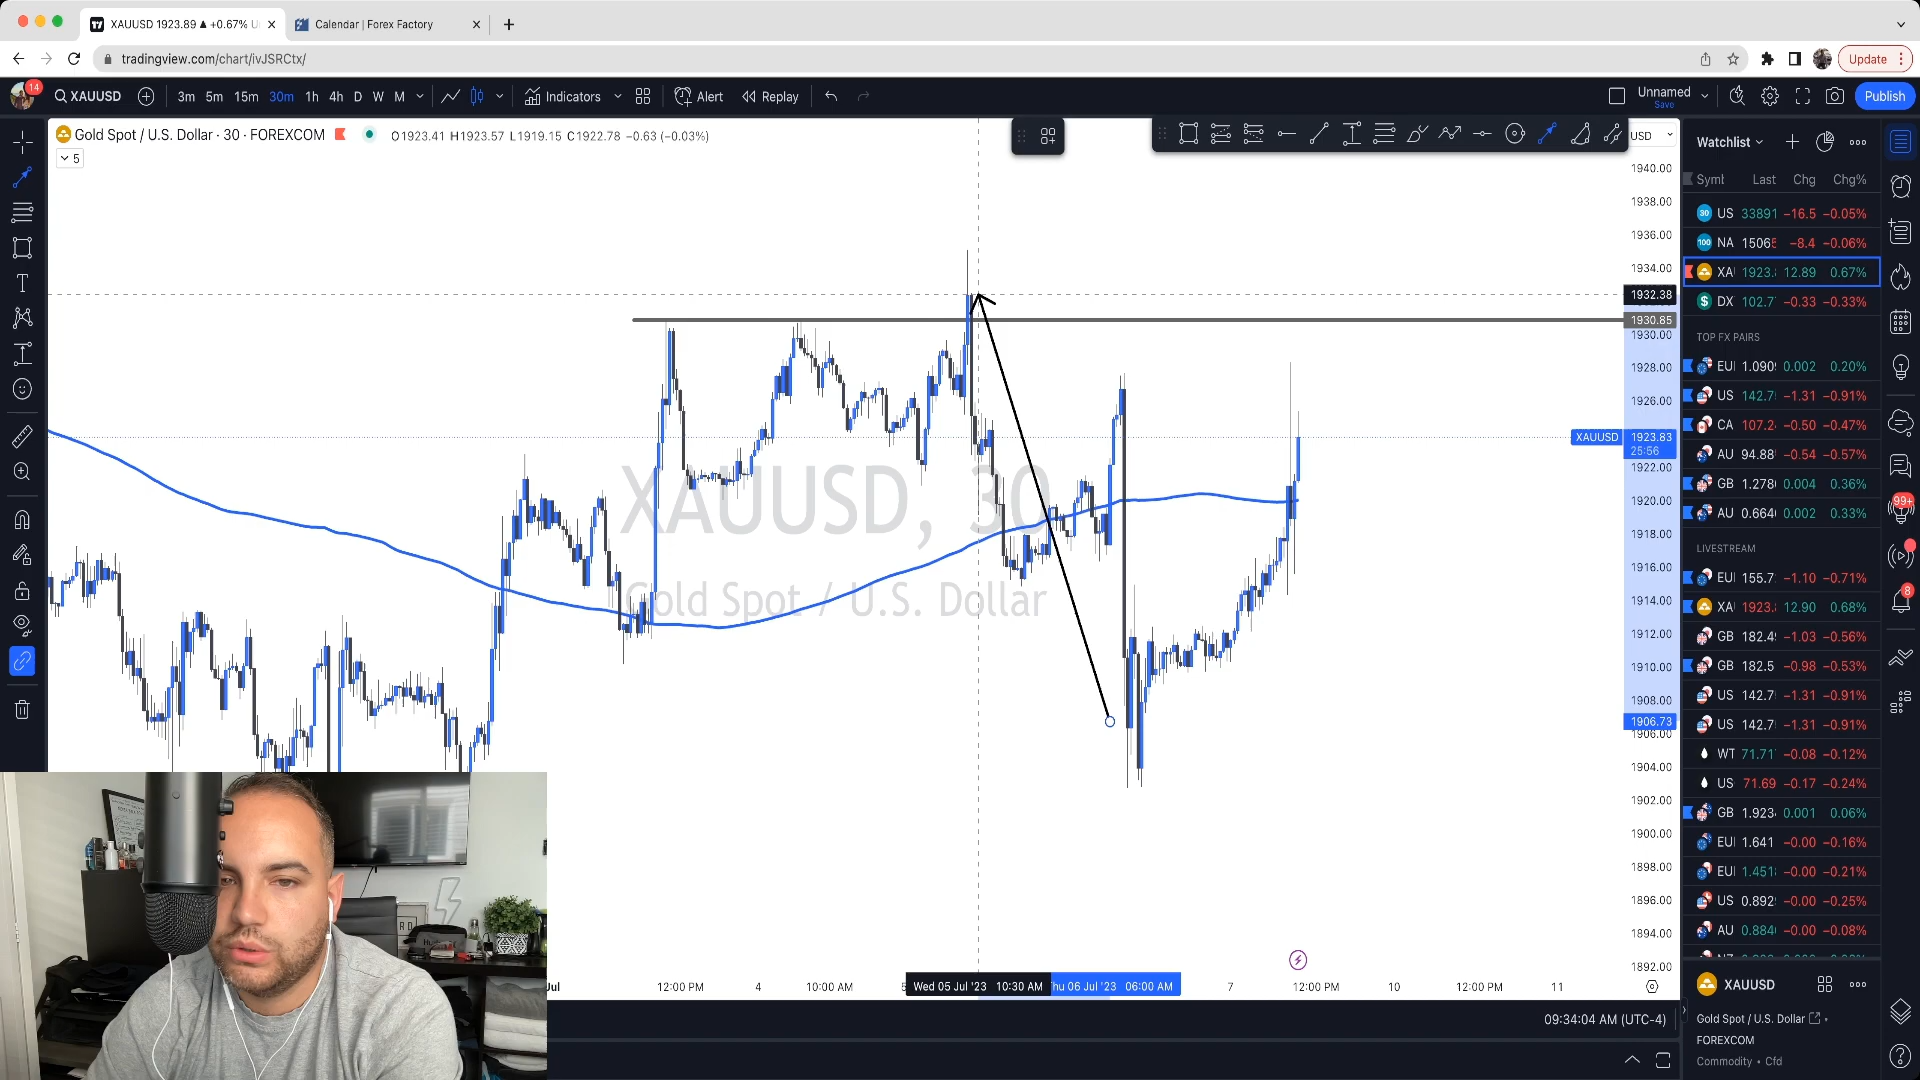 XAUUSD 1923.89 ▲ +0.67% U
Calendar | Forex Factory
tradingview.com/chart/ivJSRCtx/
Update
14
XAUUSD
3m 5m 15m 30m 1h 4h D W M
Indicators
Alert
Replay
Unnamed
Save
Publish
Gold Spot / U.S. Dollar · 30 · FOREXCOM
O1923.41 H1923.57 L1919.15 C1922.78 −0.63 (−0.03%)
5
USD
1940.00
1938.00
1936.00
1934.00
1932.38
1930.85
1930.00
1928.00
1926.00
XAUUSD 1923.83
25:56
1922.00
1920.00
1918.00
1916.00
1914.00
1912.00
1910.00
1908.00
1906.73
1906.00
1904.00
1902.00
1900.00
1898.00
1896.00
1894.00
1892.00
XAUUSD, 30
Gold Spot / U.S. Dollar
Jul 12:00 PM 4 10:00 AM 5 Wed 05 Jul '23 10:30 AM Thu 06 Jul '23 06:00 AM 7 12:00 PM 10 12:00 PM 11
09:34:04 AM (UTC-4)
Watchlist
Symb Last Chg Chg%
30 US 33891 −16.5 −0.05%
100 NA 1506 −8.4 −0.06%
XA 1923. 12.89 0.67%
$ DX 102.7 −0.33 −0.33%
TOP FX PAIRS
EU 1.090 0.002 0.20%
US 142.7 −1.31 −0.91%
CA 107.2 −0.50 −0.47%
AU 94.88 −0.54 −0.57%
GB 1.278 0.004 0.36%
AU 0.664 0.002 0.33%
LIVESTREAM
EU 155.7 −1.10 −0.71%
XA 1923. 12.90 0.68%
GB 182.4 −1.03 −0.56%
GB 182.5 −0.98 −0.53%
US 142.7 −1.31 −0.91%
US 142.7 −1.31 −0.91%
WT 71.71 −0.08 −0.12%
US 71.69 −0.17 −0.24%
GB 1.923 0.001 0.06%
EU 1.641 −0.00 −0.16%
EU 1.451 −0.00 −0.21%
US 0.892 −0.00 −0.25%
AU 0.884 −0.00 −0.08%
XAUUSD
Gold Spot / U.S. Dollar
FOREXCOM
Commodity • Cfd
99+
8